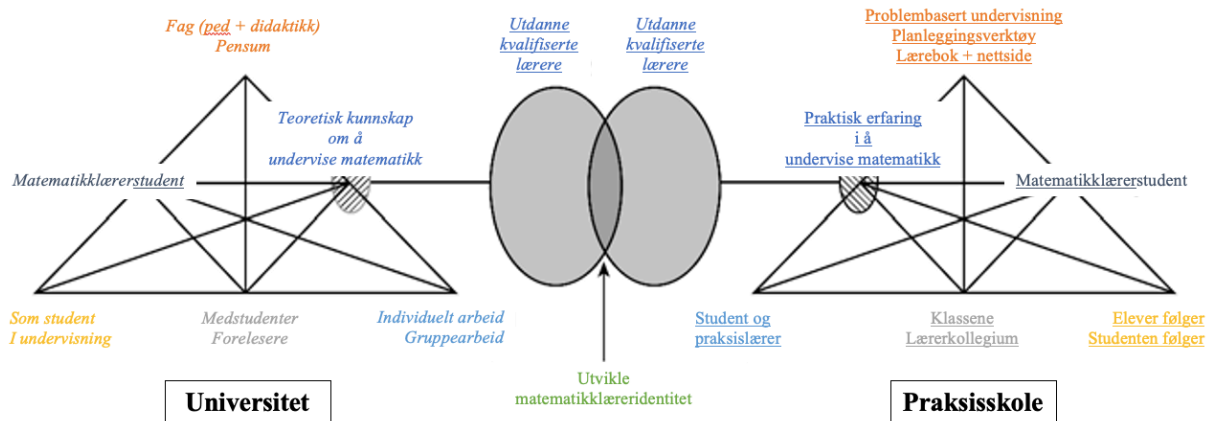 Fag (ped + didaktikk)
Pensum
Utdanne
kvalifiserte
lærere
Utdanne
kvalifiserte
lærere
Problembasert undervisning
Planleggingsverktøy
Lærebok + nettside
Teoretisk kunnskap
om å
undervise matematikk
Praktisk erfaring
i å
undervise matematikk
Matematikklærerstudent
Matematikklærerstudent
Som student
I undervisning
Medstudenter
Forelesere
Individuelt arbeid
Gruppearbeid
Student og
praksislærer
Klassene
Lærerkollegium
Elever følger
Studenten følger
Utvikle
matematikklæreridentitet
Universitet
Praksisskole